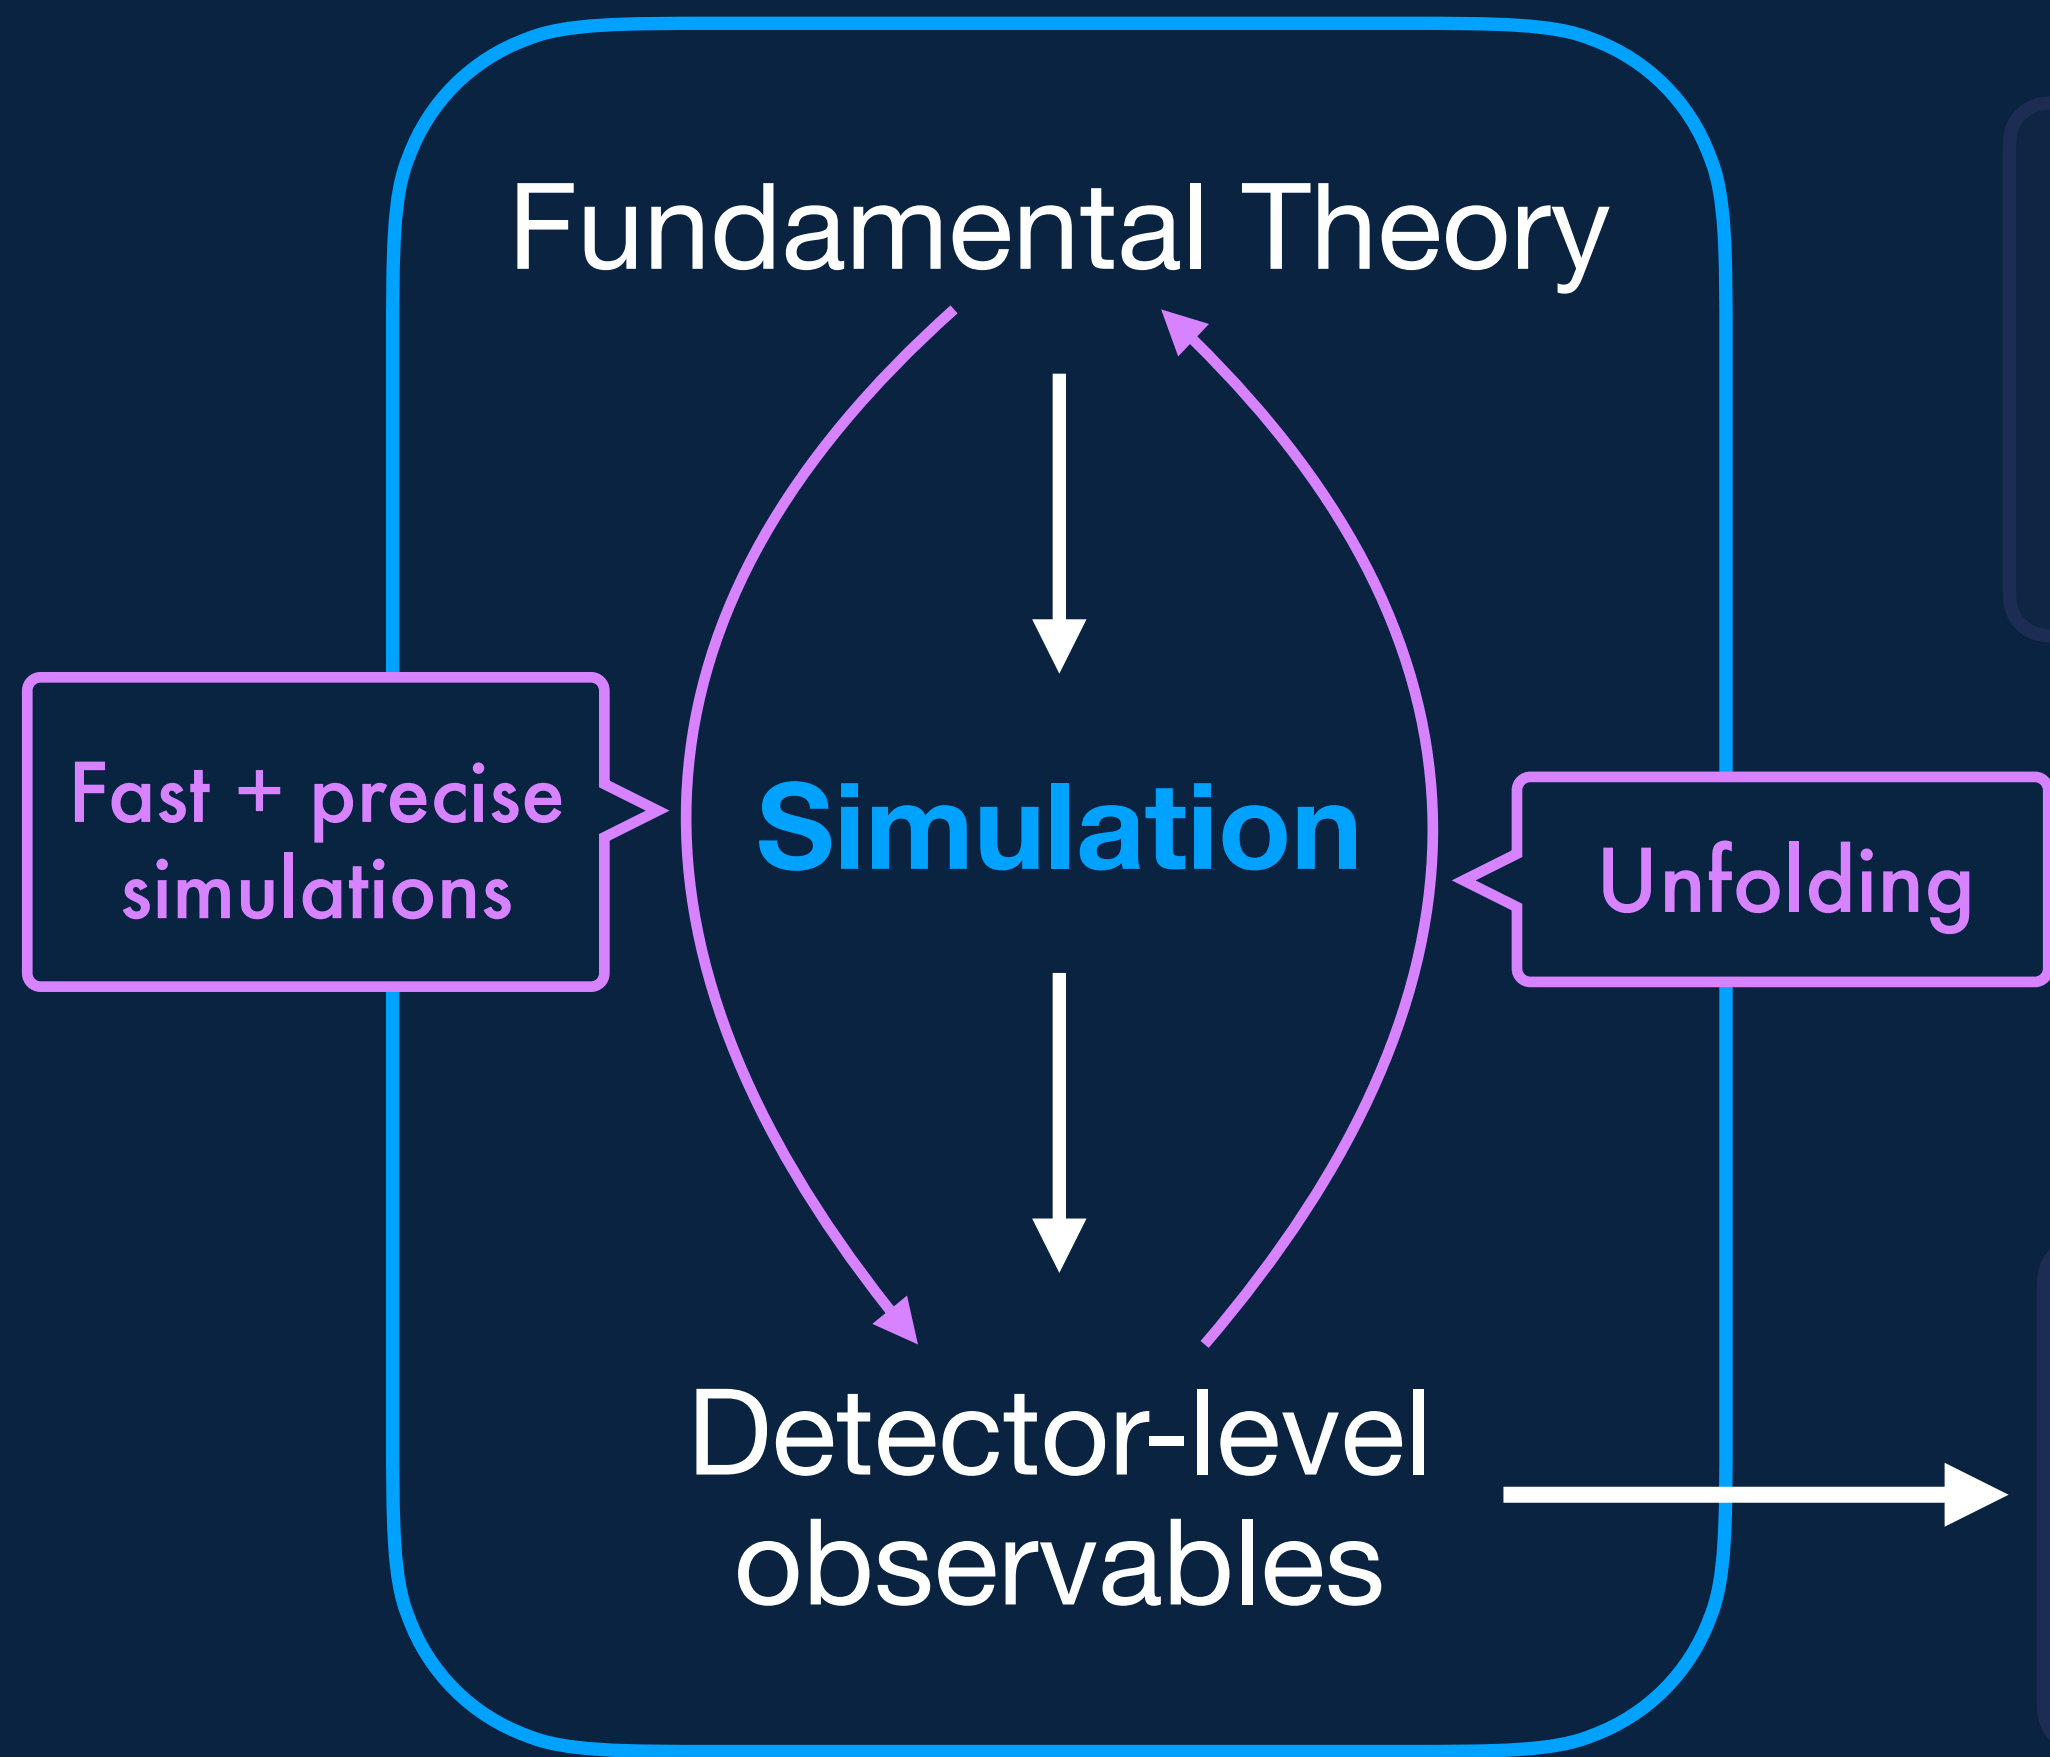 Fundamental Theory
Fast + precise
simulations
Simulation
Unfolding
Detector-level
observables